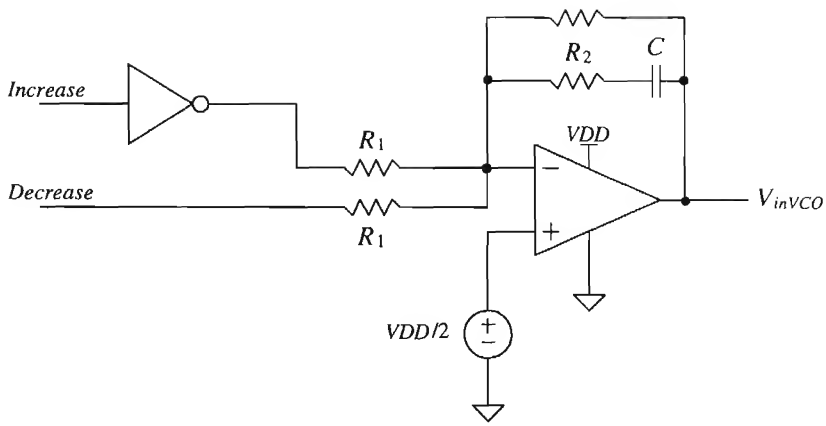 R2
C
Increase
VDD
R1
−
Decrease
VinVCO
R1
+
VDD/2
+
−